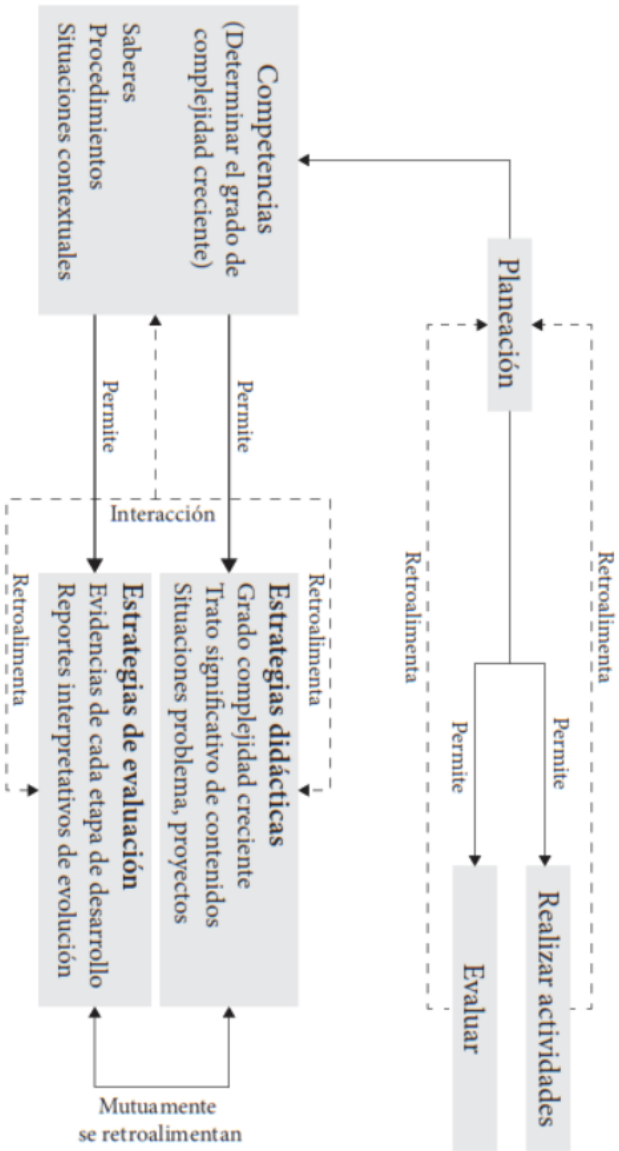 Planeación
Retroalimenta
Retroalimenta
Permite
Permite
Realizar actividades
Evaluar
Competencias
(Determinar el grado de
complejidad creciente)
Saberes
Procedimientos
Situaciones contextuales
Permite
Permite
Interacción
Retroalimenta
Retroalimenta
Estrategias didácticas
Grado complejidad creciente
Trato significativo de contenidos
Situaciones problema, proyectos
Estrategias de evaluación
Evidencias de cada etapa de desarrollo
Reportes interpretativos de evolución
Mutuamente
se retroalimentan